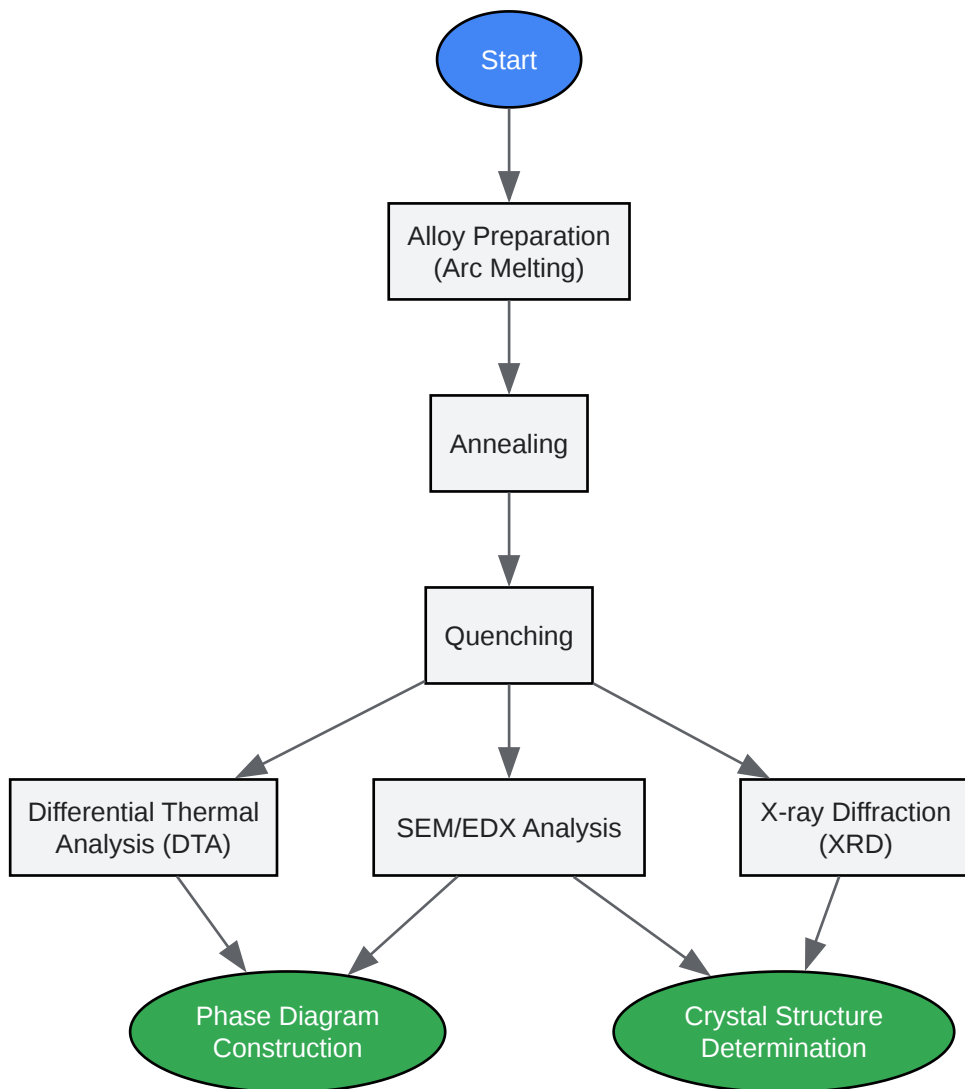 Start
Alloy Preparation
(Arc Melting)
Annealing
Quenching
Differential Thermal
Analysis (DTA)
SEM/EDX Analysis
X-ray Diffraction
(XRD)
Phase Diagram
Construction
Crystal Structure
Determination